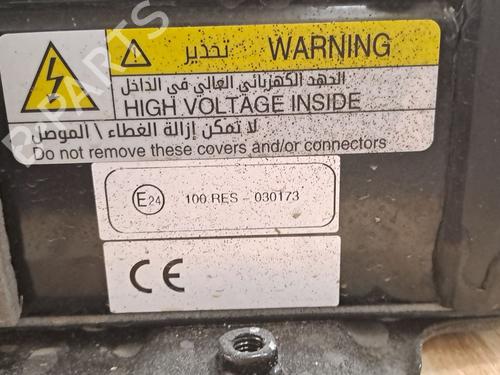 تحذير WARNING
الجهد الكهربائي العالي في الداخل
HIGH VOLTAGE INSIDE
لا تمكن إزالة الغطاء \ الموصل
Do not remove these covers and/or connectors
E24 100 RES - 030173
CE
B-PARTS